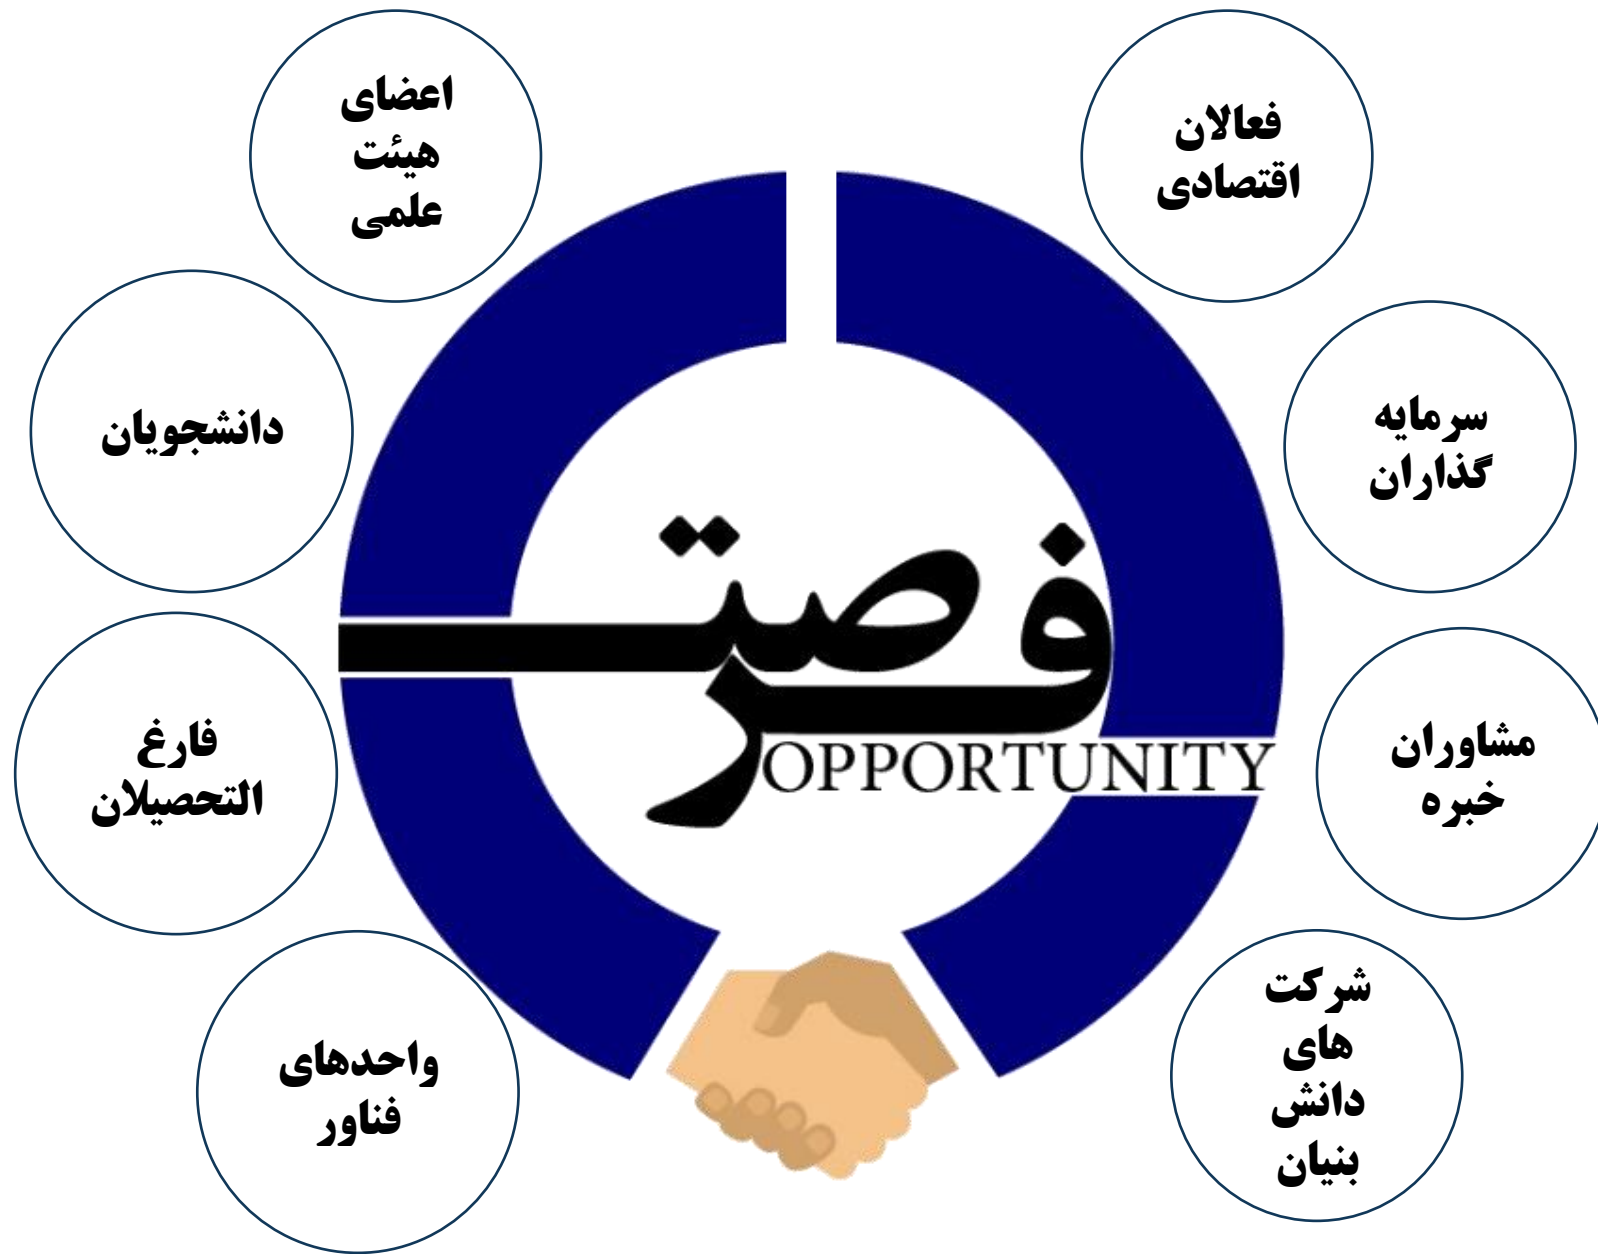 فعالان
اقتصادی
سرمایه
گذاران
مشاوران
خبره
شرکت
های
دانش
بنیان
فرصت
OPPORTUNITY
اعضای
هیئت
علمی
دانشجویان
فارغ
التحصیلان
واحدهای
فناور